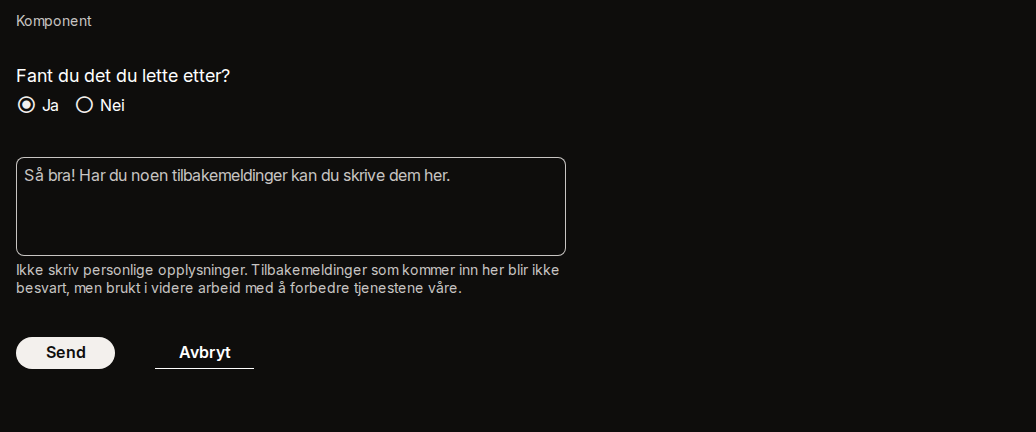 Komponent
Fant du det du lette etter?
Ja Nei
Så bra! Har du noen tilbakemeldinger kan du skrive dem her.
Ikke skriv personlige opplysninger. Tilbakemeldinger som kommer inn her blir ikke
besvart, men brukt i videre arbeid med å forbedre tjenestene våre.
Send Avbryt